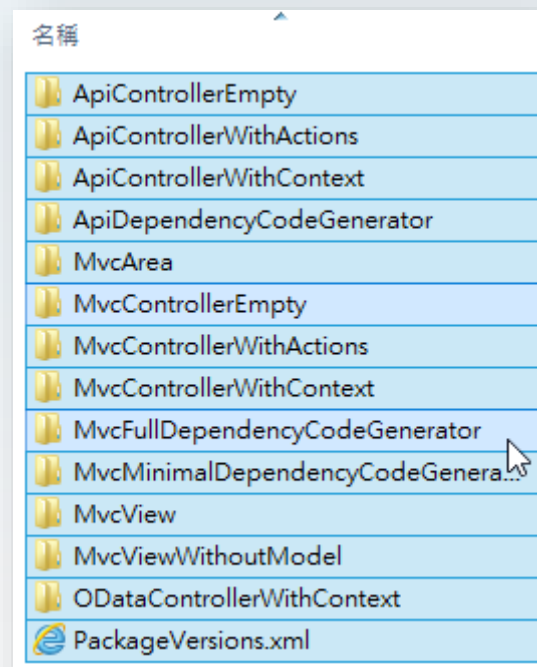 名稱
ApiControllerEmpty
ApiControllerWithActions
ApiControllerWithContext
ApiDependencyCodeGenerator
MvcArea
MvcControllerEmpty
MvcControllerWithActions
MvcControllerWithContext
MvcFullDependencyCodeGenerator
MvcMinimalDependencyCodeGenera...
MvcView
MvcViewWithoutModel
ODataControllerWithContext
PackageVersions.xml